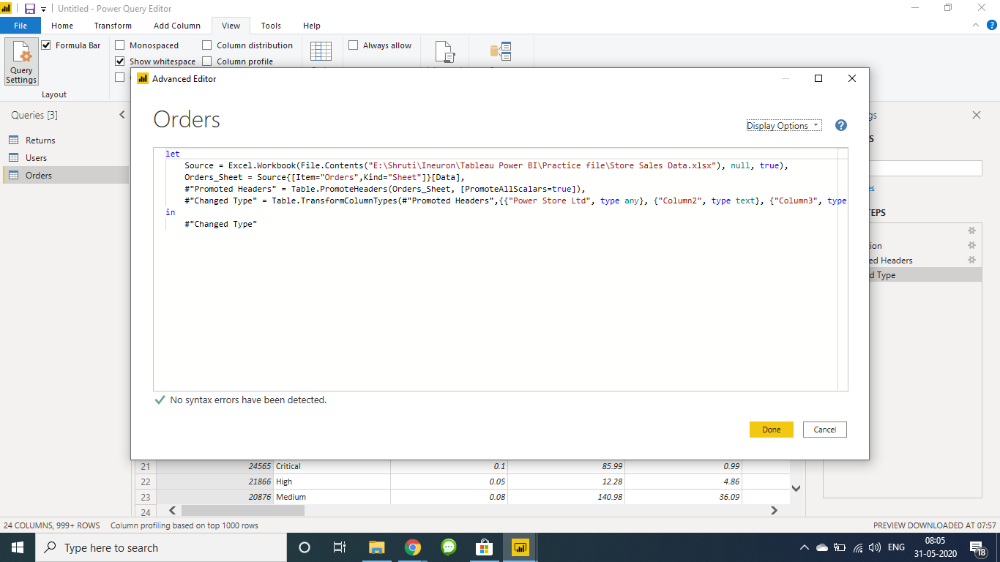 Untitled - Power Query Editor
File Home Transform Add Column View Tools Help
Formula Bar Monospaced Column distribution Always allow
Show whitespace Column profile
Query
Settings
Layout
Advanced Editor
Queries [3]
Returns
Users
Orders
Orders
Display Options
let
Source = Excel.Workbook(File.Contents("E:\Shruti\Ineuron\Tableau Power BI\Practice file\Store Sales Data.xlsx"), null, true),
Orders_Sheet = Source{[Item="Orders",Kind="Sheet"]}[Data],
#"Promoted Headers" = Table.PromoteHeaders(Orders_Sheet, [PromoteAllScalars=true]),
#"Changed Type" = Table.TransformColumnTypes(#"Promoted Headers",{{"Power Store Ltd", type any}, {"Column2", type text}, {"Column3", type
in
#"Changed Type"
No syntax errors have been detected.
Done Cancel
gs
S
es
TEPS
ion
ed Headers
d Type
21 24565 Critical 0.1 85.99 0.99
22 21866 High 0.05 12.28 4.86
23 20876 Medium 0.08 140.98 36.09
24
24 COLUMNS, 999+ ROWS Column profiling based on top 1000 rows PREVIEW DOWNLOADED AT 07:57
Type here to search
ENG
08:05
31-05-2020
18